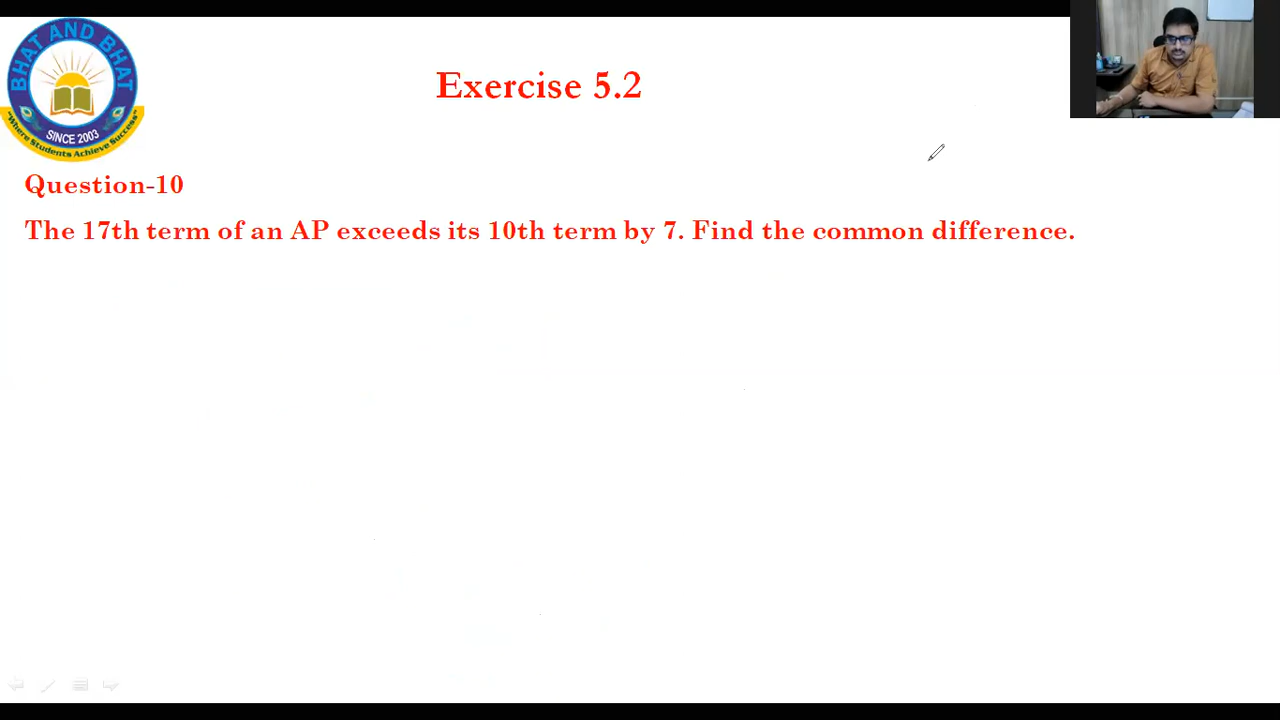 BHAT AND BHAT
SINCE 2003
"Where Students Achieve Success"
Exercise 5.2
Question-10
The 17th term of an AP exceeds its 10th term by 7. Find the common difference.